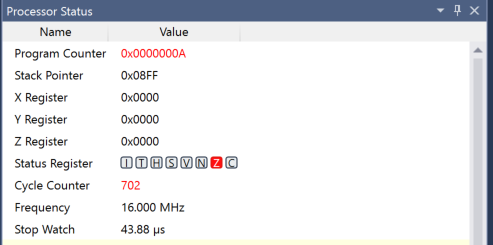 Processor Status
Name Value
Program Counter 0x0000000A
Stack Pointer 0x08FF
X Register 0x0000
Y Register 0x0000
Z Register 0x0000
Status Register I T H S V N Z C
Cycle Counter 702
Frequency 16.000 MHz
Stop Watch 43.88 µs